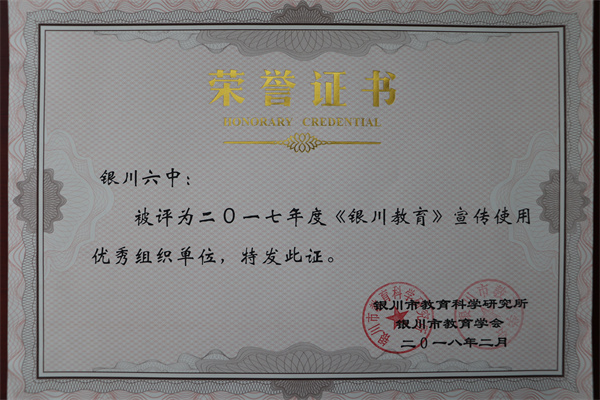 荣誉证书
HONORARY CREDENTIAL
银川六中：
被评为二〇一七年度《银川教育》宣传使用
优秀组织单位，特发此证。
银川市教育科学研究所
银川市教育学会
二〇一八年二月